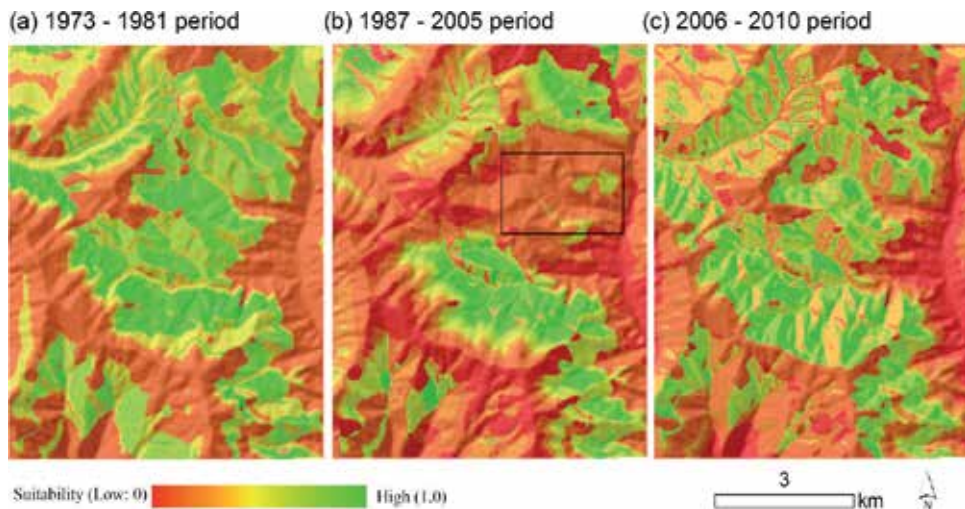 (a) 1973 - 1981 period
(b) 1987 - 2005 period
(c) 2006 - 2010 period
Suitability (Low: 0)
High (1.0)
3
km
N